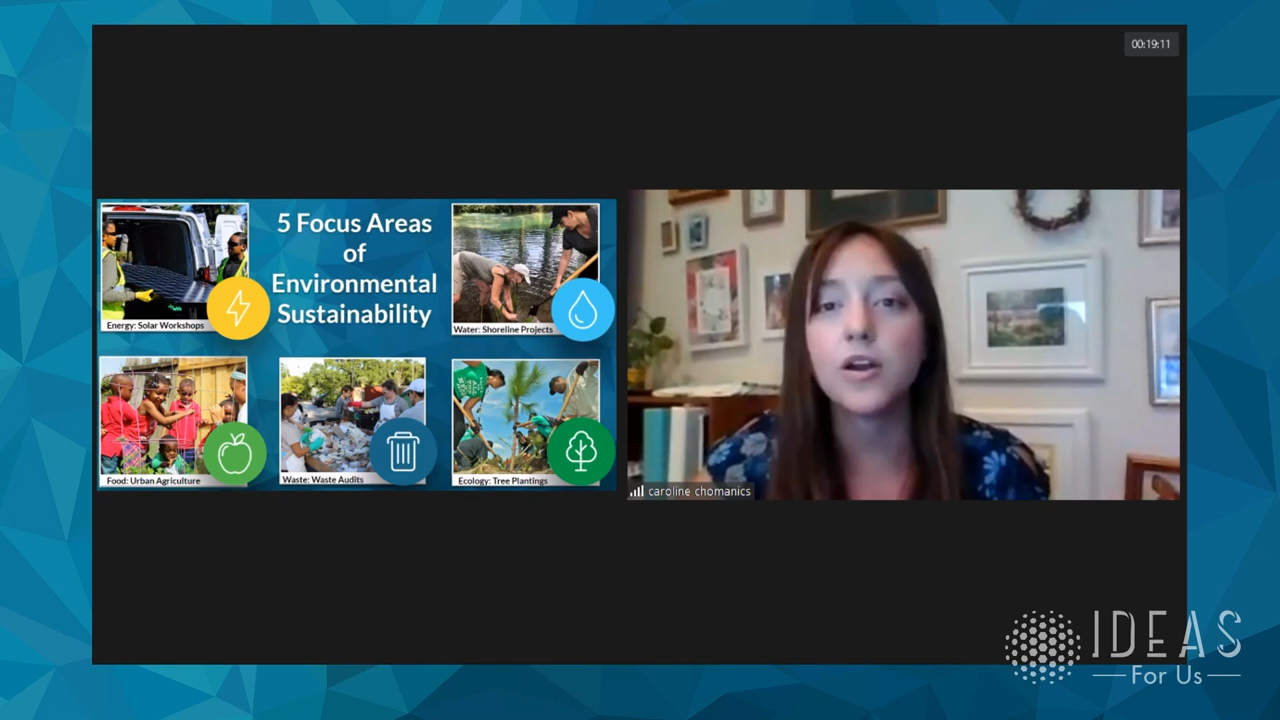 00:19:11
5 Focus Areas
of
Environmental
Sustainability
Energy: Solar Workshops
Water: Shoreline Projects
Food: Urban Agriculture
Waste: Waste Audits
Ecology: Tree Plantings
caroline chomanics
IDEAS
For Us